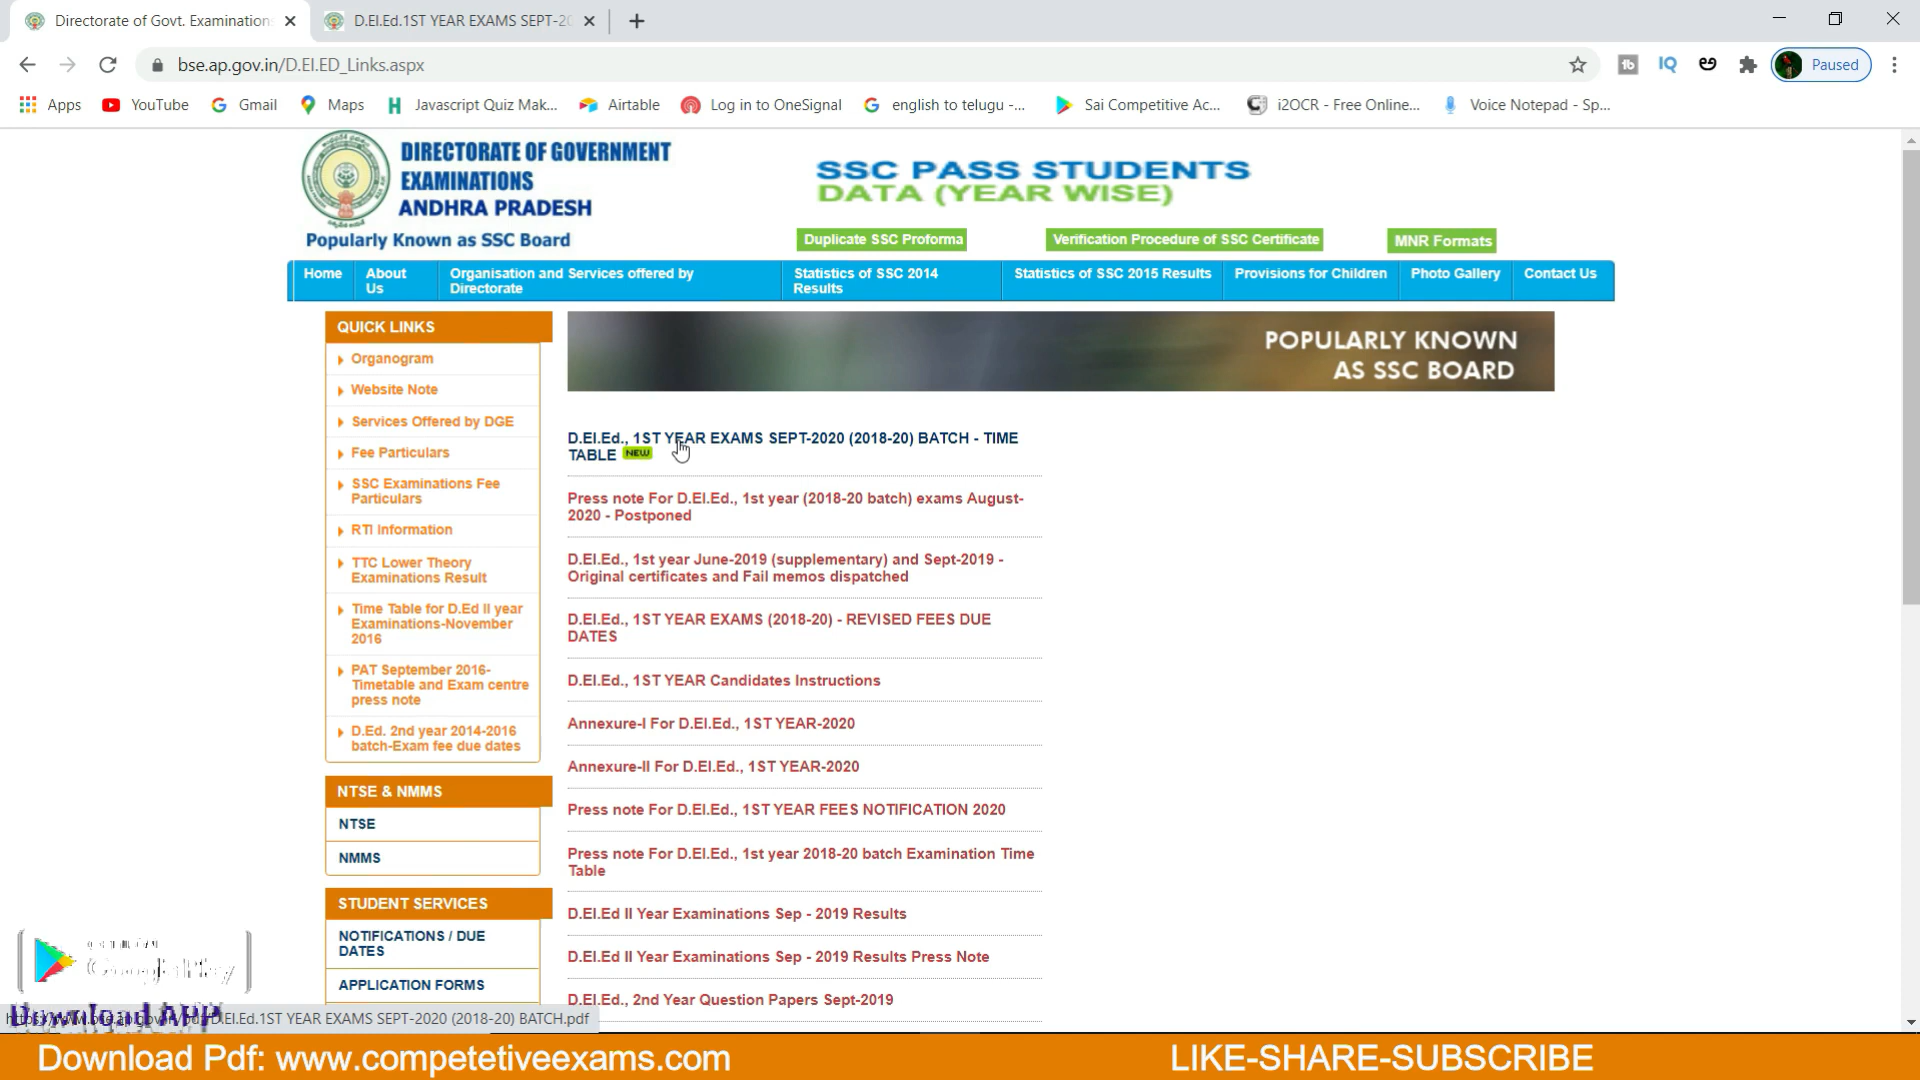 Directorate of Govt. Examination
D.El.Ed.1ST YEAR EXAMS SEPT-20
bse.ap.gov.in/D.El.ED_Links.aspx
Paused
Apps
YouTube
Gmail
Maps
Javascript Quiz Mak...
Airtable
Log in to OneSignal
english to telugu -...
Sai Competitive Ac...
i2OCR - Free Online...
Voice Notepad - Sp...
DIRECTORATE OF GOVERNMENT
EXAMINATIONS
ANDHRA PRADESH
Popularly Known as SSC Board
SSC PASS STUDENTS
DATA (YEAR WISE)
Duplicate SSC Proforma
Verification Procedure of SSC Certificate
MNR Formats
Home
About Us
Organisation and Services offered by Directorate
Statistics of SSC 2014 Results
Statistics of SSC 2015 Results
Provisions for Children
Photo Gallery
Contact Us
QUICK LINKS
Organogram
Website Note
Services Offered by DGE
Fee Particulars
SSC Examinations Fee
Particulars
RTI Information
TTC Lower Theory
Examinations Result
Time Table for D.Ed II year
Examinations-November
2016
PAT September 2016-
Timetable and Exam centre
press note
D.Ed. 2nd year 2014-2016
batch-Exam fee due dates
NTSE & NMMS
NTSE
NMMS
STUDENT SERVICES
NOTIFICATIONS / DUE
DATES
APPLICATION FORMS
POPULARLY KNOWN
AS SSC BOARD
D.El.Ed., 1ST YEAR EXAMS SEPT-2020 (2018-20) BATCH - TIME
TABLE NEW
Press note For D.El.Ed., 1st year (2018-20 batch) exams August-
2020 - Postponed
D.El.Ed., 1st year June-2019 (supplementary) and Sept-2019 -
Original certificates and Fail memos dispatched
D.El.Ed., 1ST YEAR EXAMS (2018-20) - REVISED FEES DUE
DATES
D.El.Ed., 1ST YEAR Candidates Instructions
Annexure-I For D.El.Ed., 1ST YEAR-2020
Annexure-II For D.El.Ed., 1ST YEAR-2020
Press note For D.El.Ed., 1ST YEAR FEES NOTIFICATION 2020
Press note For D.El.Ed., 1st year 2018-20 batch Examination Time
Table
D.El.Ed II Year Examinations Sep - 2019 Results
D.El.Ed II Year Examinations Sep - 2019 Results Press Note
D.El.Ed., 2nd Year Question Papers Sept-2019
Google Play
Download APP
D.El.Ed.1ST YEAR EXAMS SEPT-2020 (2018-20) BATCH.pdf
Download Pdf: www.competetiveexams.com
LIKE-SHARE-SUBSCRIBE